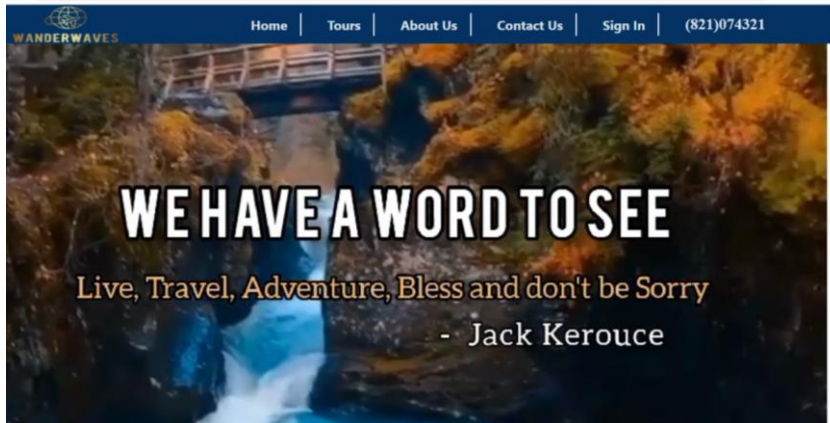 WANDERWAVES
Home | Tours | About Us | Contact Us | Sign In | (821)074321
WE HAVE A WORD TO SEE
Live, Travel, Adventure, Bless and don't be Sorry
- Jack Kerouce